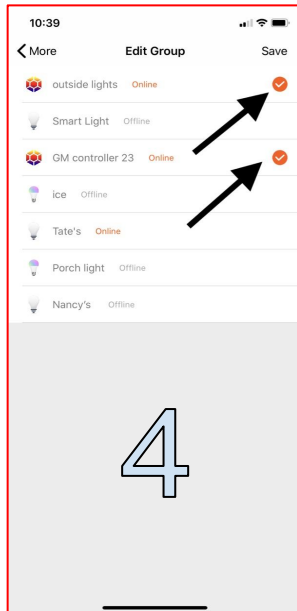 10:39
More Edit Group Save
outside lights Online
Smart Light Offline
GM controller 23 Online
ice Offline
Tate's Online
Porch light Offline
Nancy's Offline
4